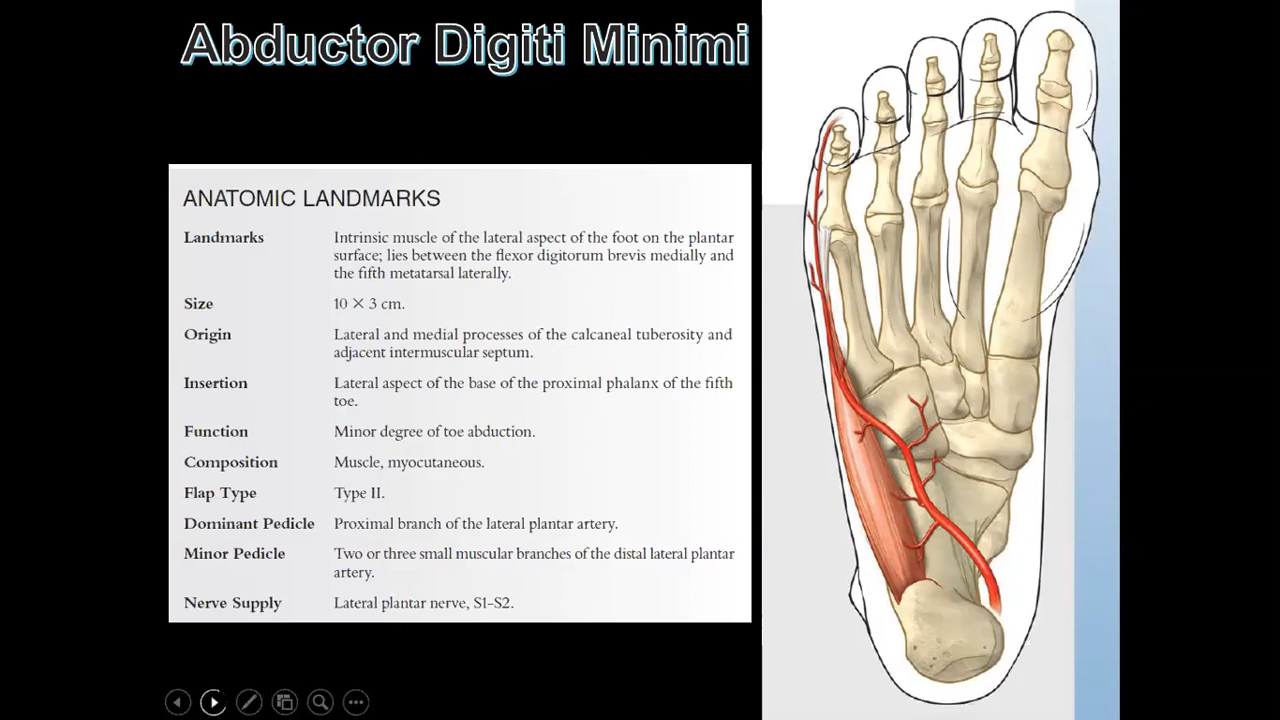 Abductor Digiti Minimi
ANATOMIC LANDMARKS
Landmarks Intrinsic muscle of the lateral aspect of the foot on the plantar
surface; lies between the flexor digitorum brevis medially and
the fifth metatarsal laterally.
Size 10 × 3 cm.
Origin Lateral and medial processes of the calcaneal tuberosity and
adjacent intermuscular septum.
Insertion Lateral aspect of the base of the proximal phalanx of the fifth
toe.
Function Minor degree of toe abduction.
Composition Muscle, myocutaneous.
Flap Type Type II.
Dominant Pedicle Proximal branch of the lateral plantar artery.
Minor Pedicle Two or three small muscular branches of the distal lateral plantar
artery.
Nerve Supply Lateral plantar nerve, S1–S2.